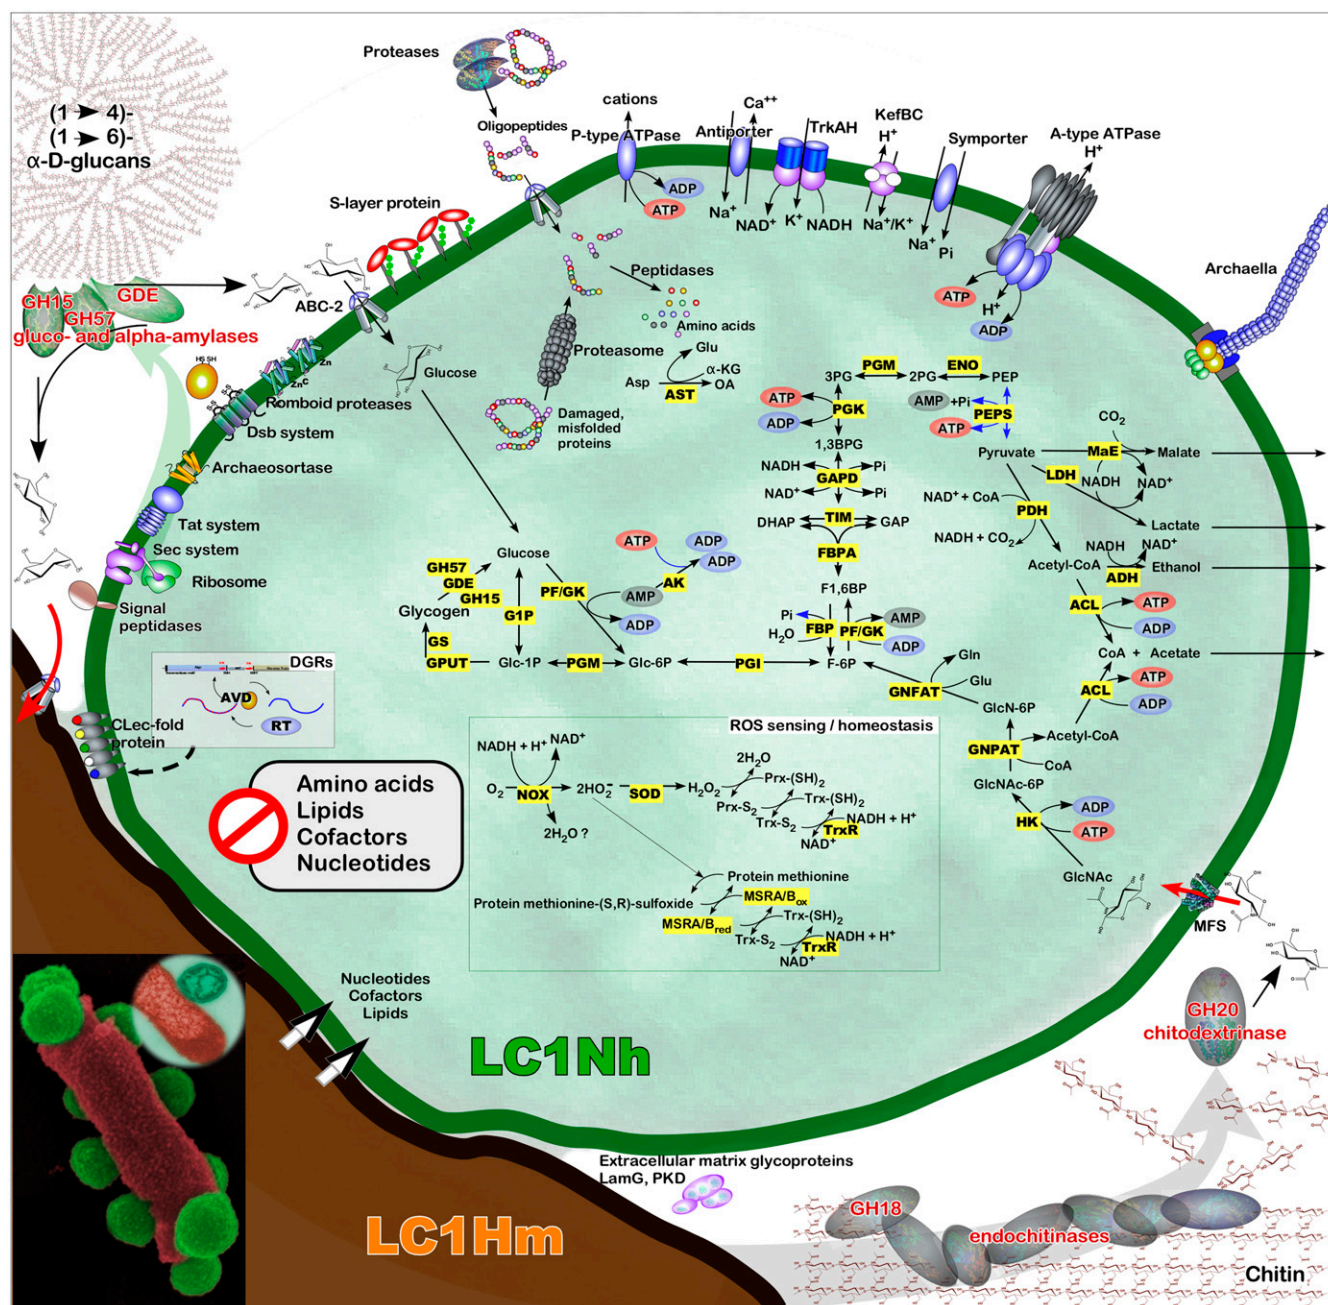 Proteases
(1 → 4)-
(1 → 6)-
α-D-glucans
Oligopeptides
cations
P-type ATPase
Ca++
Antiporter
TrkAH
KefBC
H+
Symporter
A-type ATPase
H+
ADP
ATP
Na+
NAD+
K+
NADH
Na+/K+
Na+
Pi
ATP
H+
ADP
Archaella
S-layer protein
GH15
GDE
GH57
gluco- and alpha-amylases
ABC-2
Peptidases
Amino acids
Proteasome
Glu
α-KG
Asp
OA
AST
Damaged,
misfolded
proteins
Glucose
HS SH
Zn
Zn
C
Romboid proteases
Dsb system
Archaeosortase
Tat system
Sec system
Ribosome
Signal
peptidases
3PG
PGM
2PG
ENO
PEP
ATP
PGK
ADP
AMP +Pi
PEPS
ATP
1,3BPG
Pyruvate
MaE
CO2
Malate
LDH
NADH
NAD+
NADH
Pi
GAPD
NAD+
Pi
NAD+ + CoA
PDH
NADH + CO2
Lactate
DHAP
TIM
GAP
FBPA
NADH
NAD+
Acetyl-CoA
ADH
Ethanol
Glucose
ATP
ADP
ADP
GH57
GDE
GH15
PF/GK
AMP
AK
ADP
Glycogen
G1P
GS
GPUT
Glc-1P
PGM
Glc-6P
PGI
F-6P
F1,6BP
Pi
FBP
PF/GK
AMP
H2O
ADP
ACL
ATP
ADP
CoA + Acetate
Gln
Glu
GNFAT
GlcN-6P
ACL
ATP
ADP
GNPAT
Acetyl-CoA
CoA
GlcNAc-6P
HK
ADP
ATP
GlcNAc
MFS
DGRs
AVD
RT
CLec-fold
protein
Amino acids
Lipids
Cofactors
Nucleotides
ROS sensing / homeostasis
NADH + H+
NAD+
O2
NOX
2HO2-
SOD
H2O2
2H2O
Prx-(SH)2
2H2O ?
Prx-S2
Trx-(SH)2
Trx-S2
NADH + H+
TrxR
NAD+
Protein methionine
MSRA/Box
Protein methionine-(S,R)-sulfoxide
MSRA/Bred
Trx-(SH)2
Trx-S2
NADH + H+
TrxR
NAD+
Nucleotides
Cofactors
Lipids
LC1Nh
LC1Hm
GH20
chitodextrinase
Extracellular matrix glycoproteins
LamG, PKD
GH18
endochitinases
Chitin